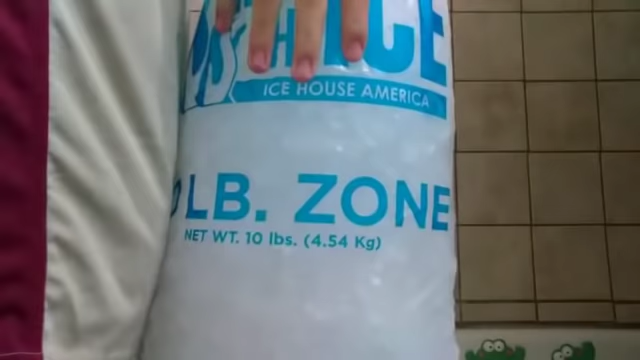 ICE
ICE HOUSE AMERICA
LB. ZONE
NET WT. 10 lbs. (4.54 Kg)